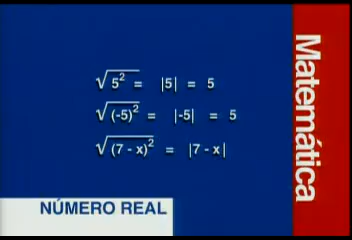 √5² = |5| = 5
√(-5)² = |-5| = 5
√(7 - x)² = |7 - x|
Matemática
NÚMERO REAL